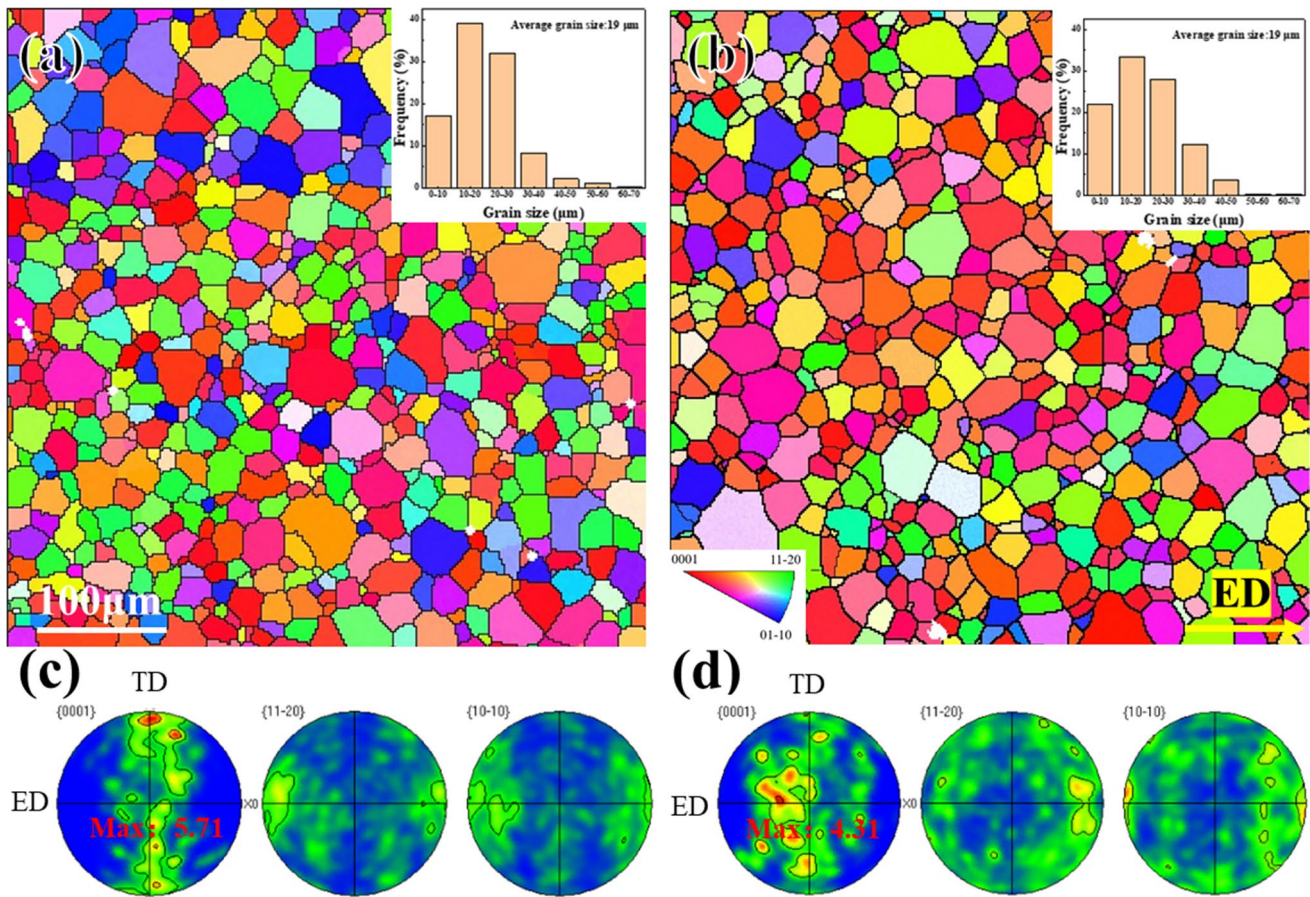 (a)
Average grain size:19 μm
Frequency (%)
40
30
20
10
0
0-10 10-20 20-30 30-40 40-50 50-60 60-70
Grain size (μm)
100μm
(b)
Average grain size:19 μm
Frequency (%)
40
30
20
10
0
0-10 10-20 20-30 30-40 40-50 50-60 60-70
Grain size (μm)
0001 11-20
01-10
ED
(c)
TD
{0001} {11-20} {10-10}
ED
X0
Max: 5.71
(d)
TD
{0001} {11-20} {10-10}
ED
X0
Max: 4.31